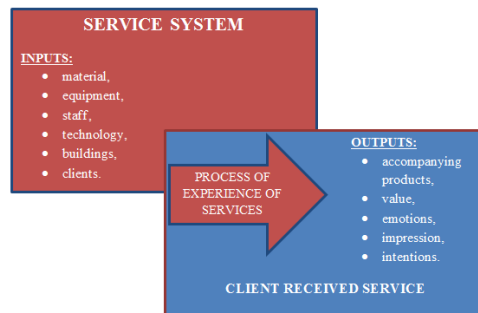 SERVICE SYSTEM
INPUTS:
• material,
• equipment,
• staff,
• technology,
• buildings,
• clients.
PROCESS OF
EXPERIENCE OF
SERVICES
OUTPUTS:
• accompanying
products,
• value,
• emotions,
• impression,
• intentions.
CLIENT RECEIVED SERVICE